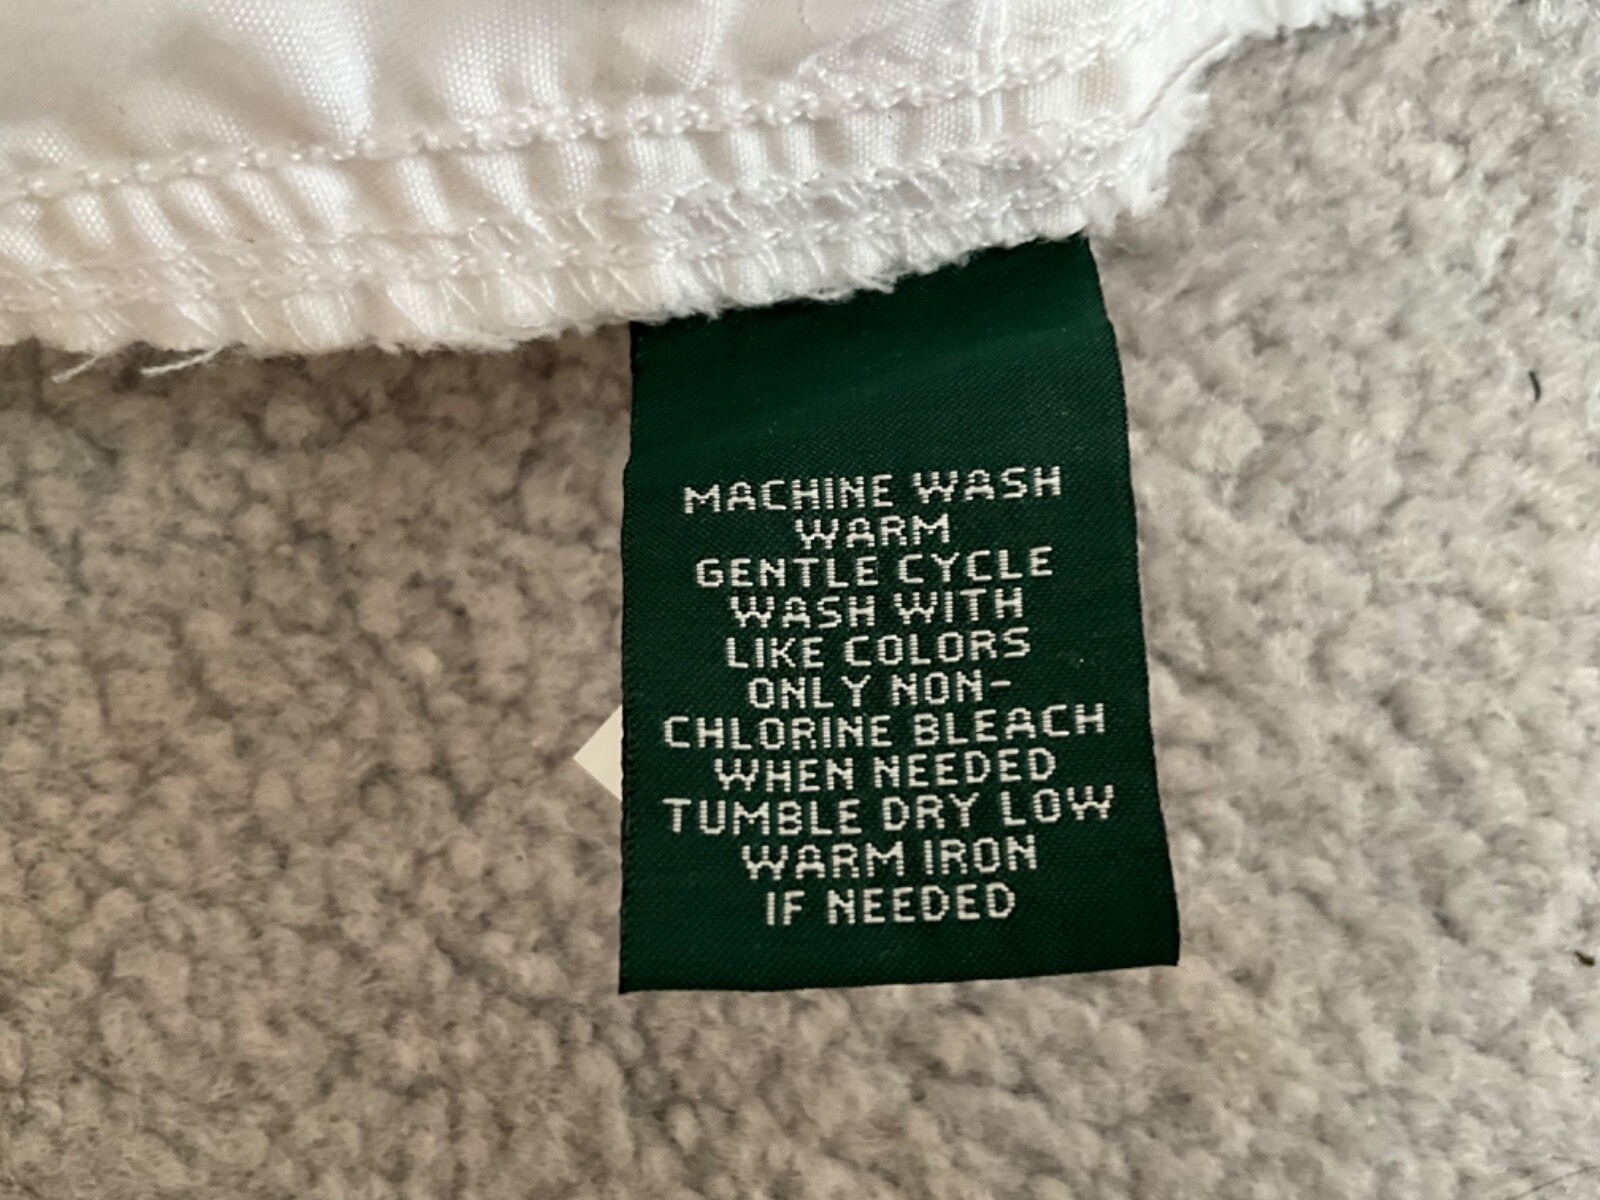 MACHINE WASH
WARM
GENTLE CYCLE
WASH WITH
LIKE COLORS
ONLY NON-
CHLORINE BLEACH
WHEN NEEDED
TUMBLE DRY LOW
WARM IRON
IF NEEDED